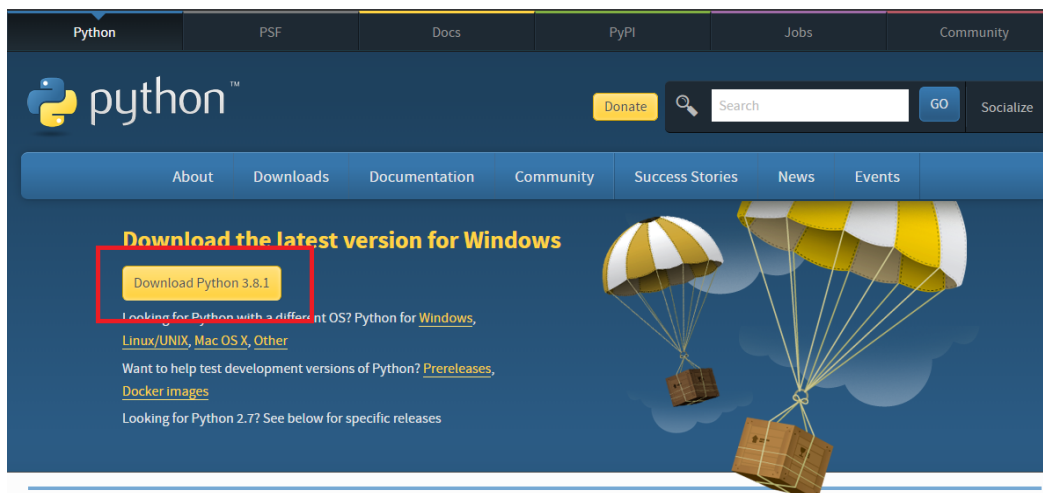 Python PSF Docs PyPI Jobs Community
python™
Donate Search GO Socialize
About Downloads Documentation Community Success Stories News Events
Download the latest version for Windows
Download Python 3.8.1
Looking for Python with a different OS? Python for Windows,
Linux/UNIX, Mac OS X, Other
Want to help test development versions of Python? Prereleases,
Docker images
Looking for Python 2.7? See below for specific releases